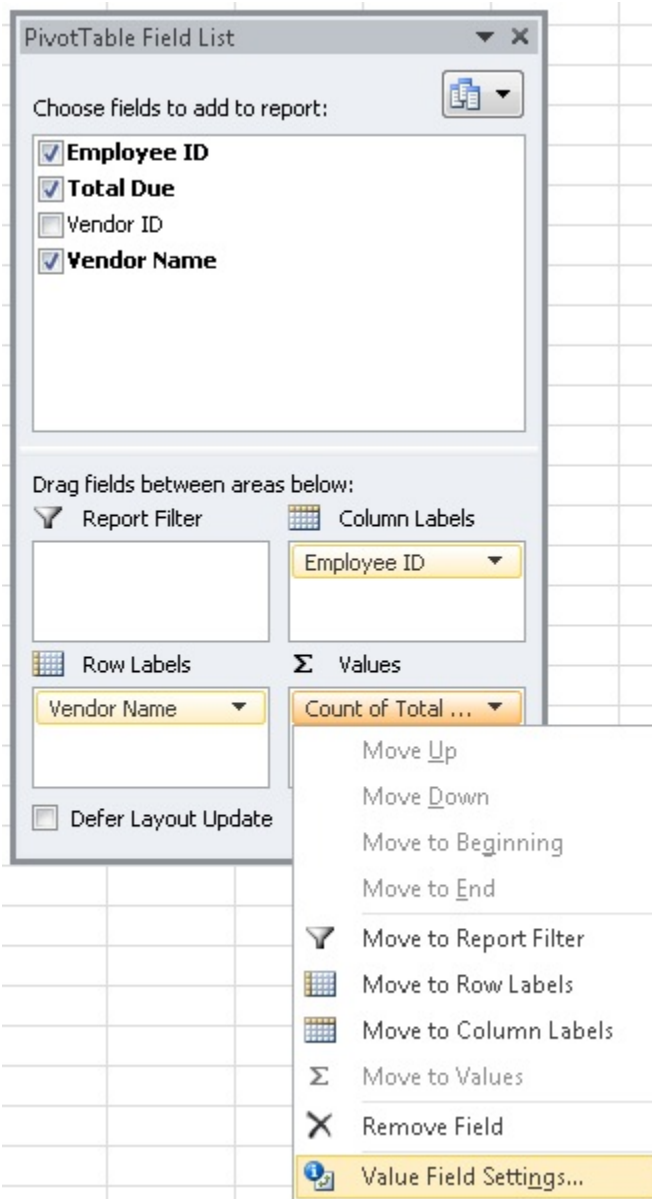 PivotTable Field List
Choose fields to add to report:
Employee ID
Total Due
Vendor ID
Vendor Name
Drag fields between areas below:
Report Filter
Column Labels
Employee ID
Row Labels
Σ Values
Vendor Name
Count of Total ...
Defer Layout Update
Move Up
Move Down
Move to Beginning
Move to End
Move to Report Filter
Move to Row Labels
Move to Column Labels
Σ Move to Values
Remove Field
Value Field Settings...